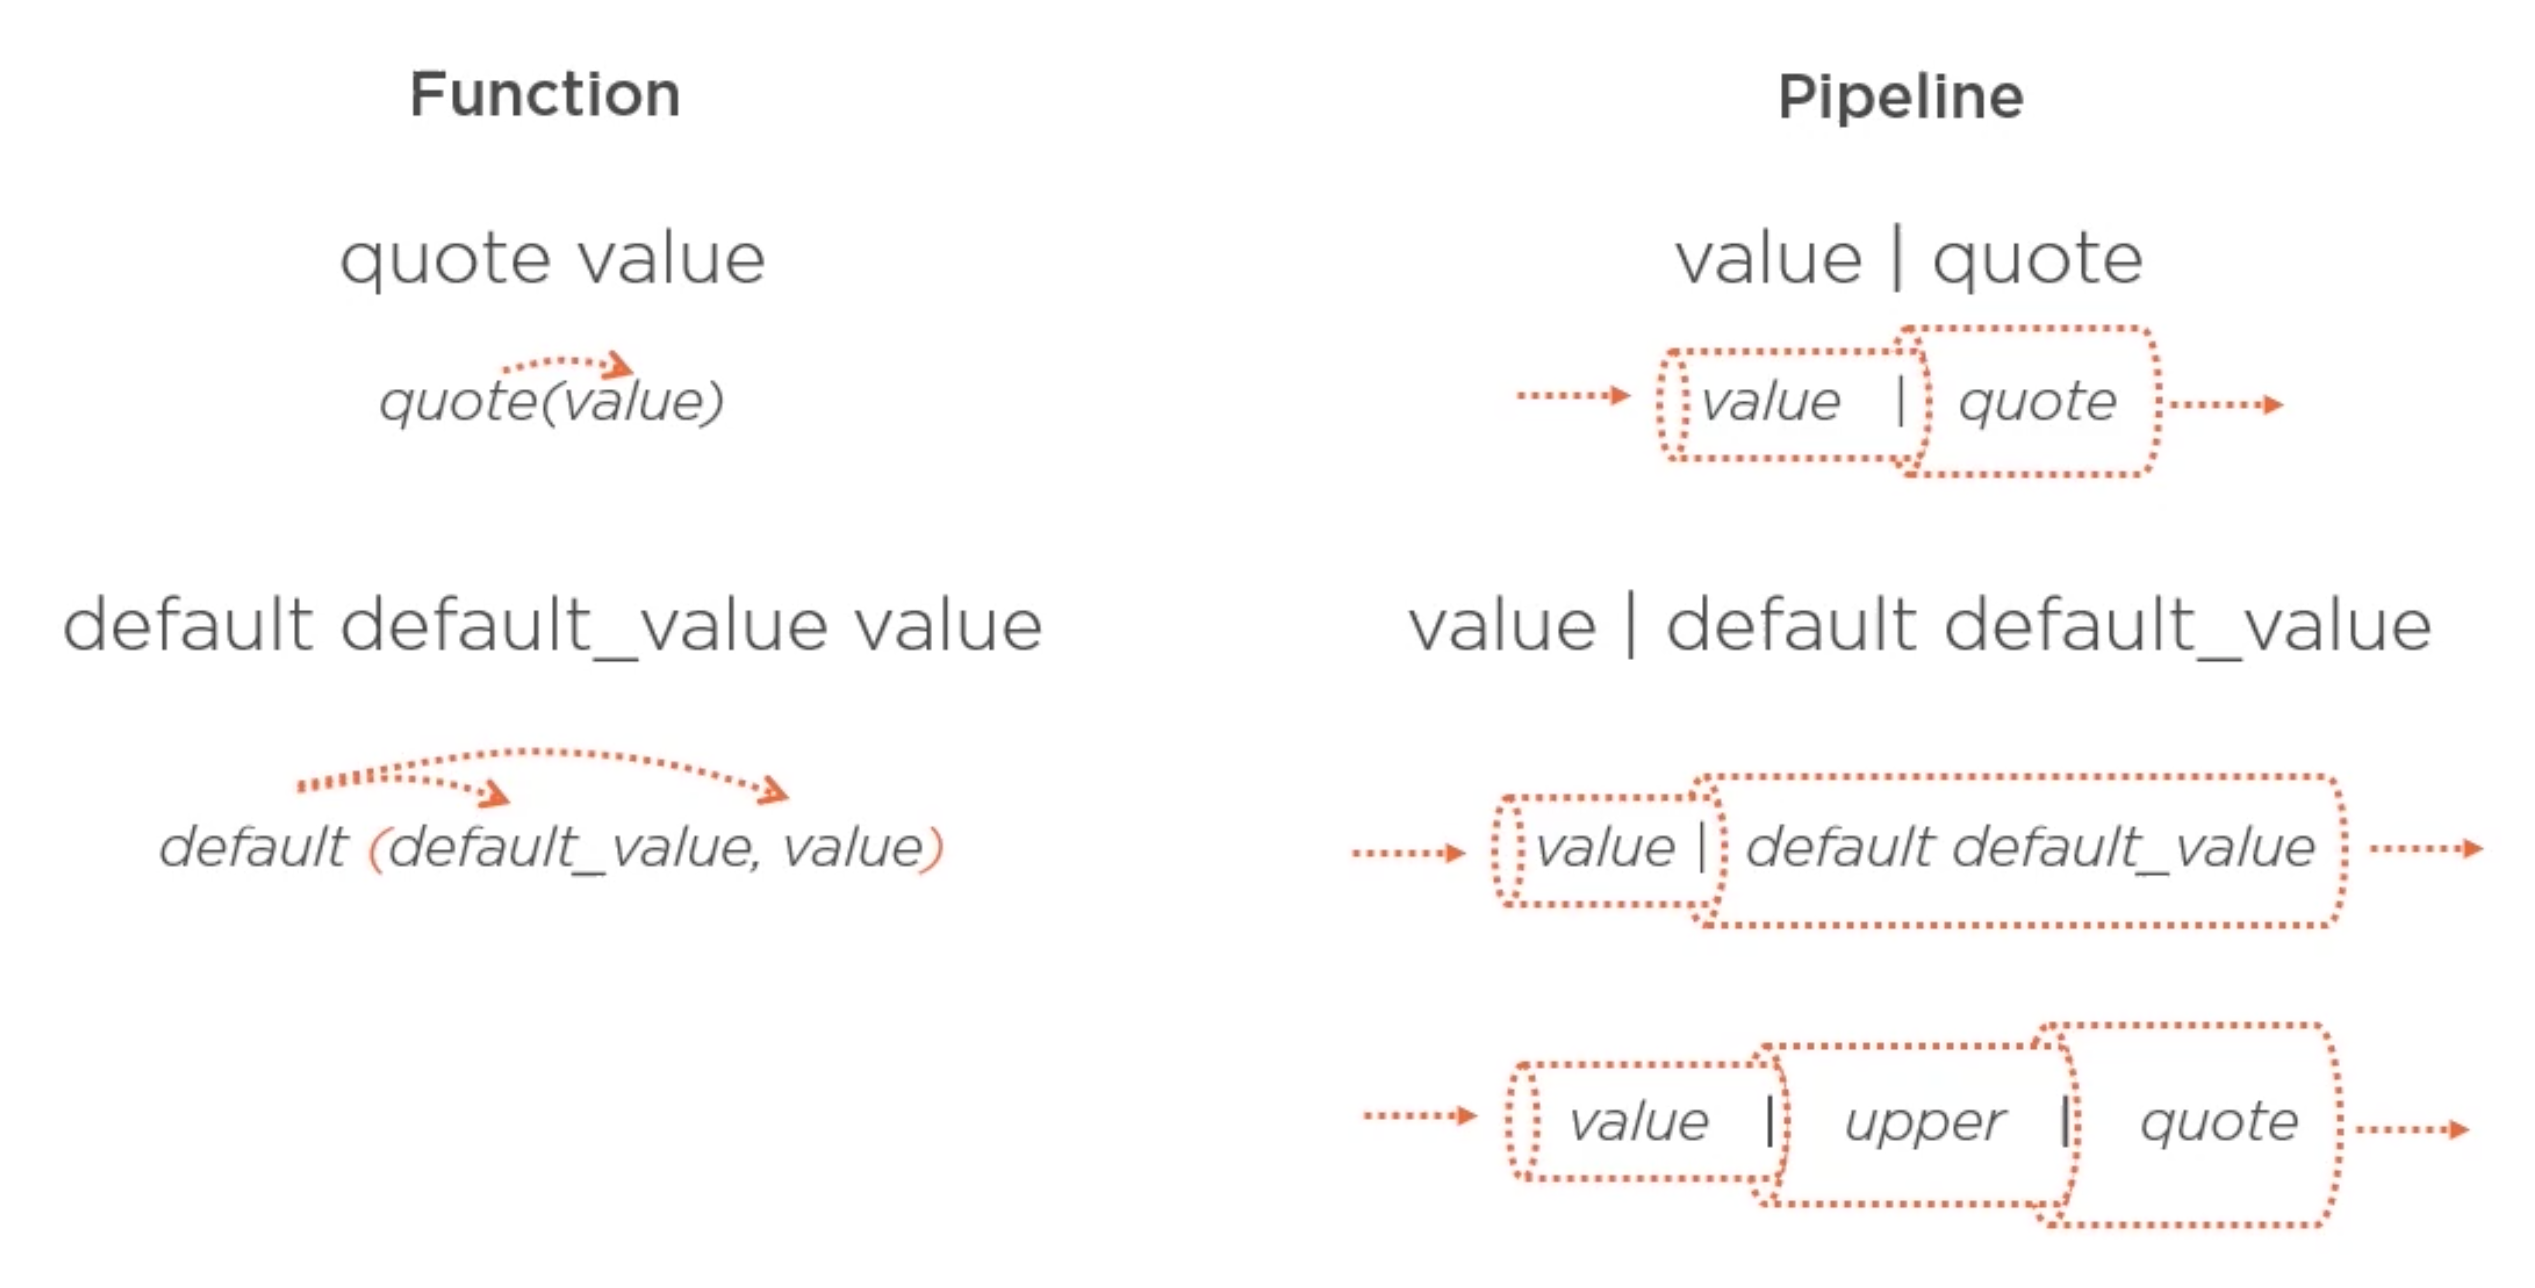 Function
quote value
quote(value)
default default_value value
default (default_value, value)
Pipeline
value | quote
value | quote
value | default default_value
value | default default_value
value | upper | quote